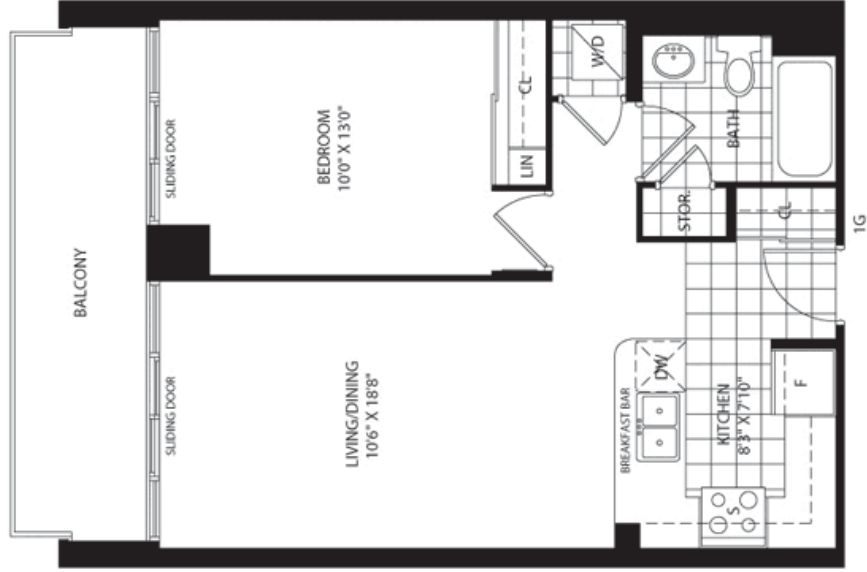 BALCONY
SLIDING DOOR
SLIDING DOOR
BEDROOM
10'0" X 13'0"
LIVING/DINING
10'6" X 18'8"
CL
LIN
W/D
BATH
STOR.
CL
1G
BREAKFAST BAR
DW
KITCHEN
8'3" X 7'10"
F
S